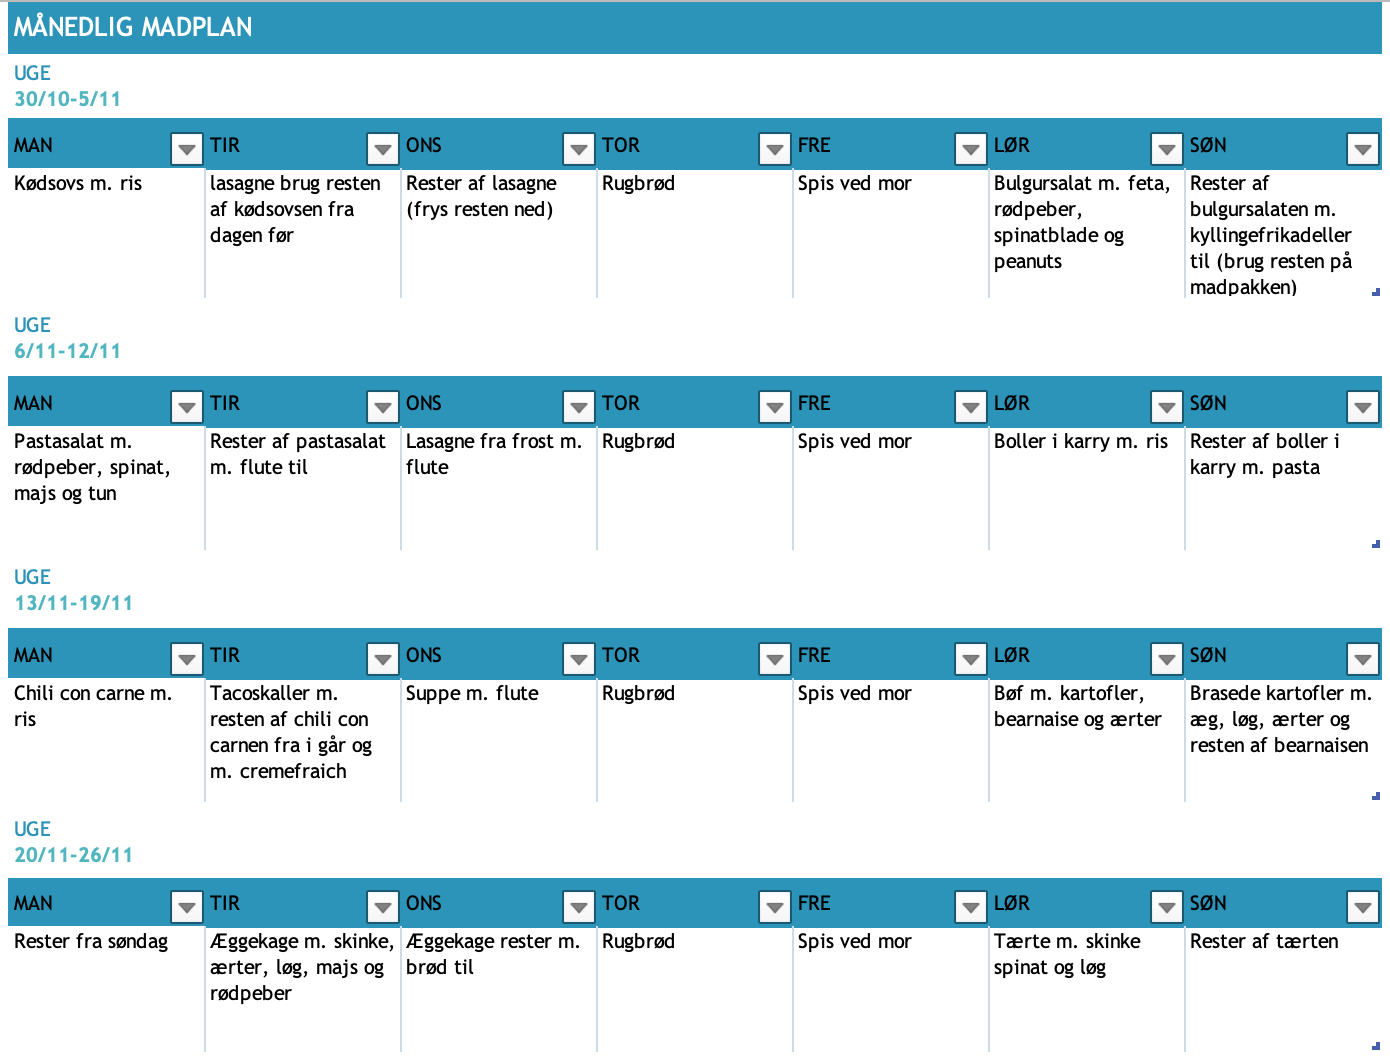 MÅNEDLIG MADPLAN
UGE
30/10-5/11
MAN TIR ONS TOR FRE LØR SØN
Kødsovs m. ris
lasagne brug resten
af kødsovsen fra
dagen før
Rester af lasagne
(frys resten ned)
Rugbrød
Spis ved mor
Bulgursalat m. feta,
rødpeber,
spinatblade og
peanuts
Rester af
bulgursalaten m.
kyllingefrikadeller
til (brug resten på
madpakken)
UGE
6/11-12/11
MAN TIR ONS TOR FRE LØR SØN
Pastasalat m.
rødpeber, spinat,
majs og tun
Rester af pastasalat
m. flute til
Lasagne fra frost m.
flute
Rugbrød
Spis ved mor
Boller i karry m. ris
Rester af boller i
karry m. pasta
UGE
13/11-19/11
MAN TIR ONS TOR FRE LØR SØN
Chili con carne m.
ris
Tacoskaller m.
resten af chili con
carnen fra i går og
m. cremefraich
Suppe m. flute
Rugbrød
Spis ved mor
Bøf m. kartofler,
bearnaise og ærter
Brasede kartofler m.
æg, løg, ærter og
resten af bearnaisen
UGE
20/11-26/11
MAN TIR ONS TOR FRE LØR SØN
Rester fra søndag
Æggekage m. skinke,
ærter, løg, majs og
rødpeber
Æggekage rester m.
brød til
Rugbrød
Spis ved mor
Tærte m. skinke
spinat og løg
Rester af tærten